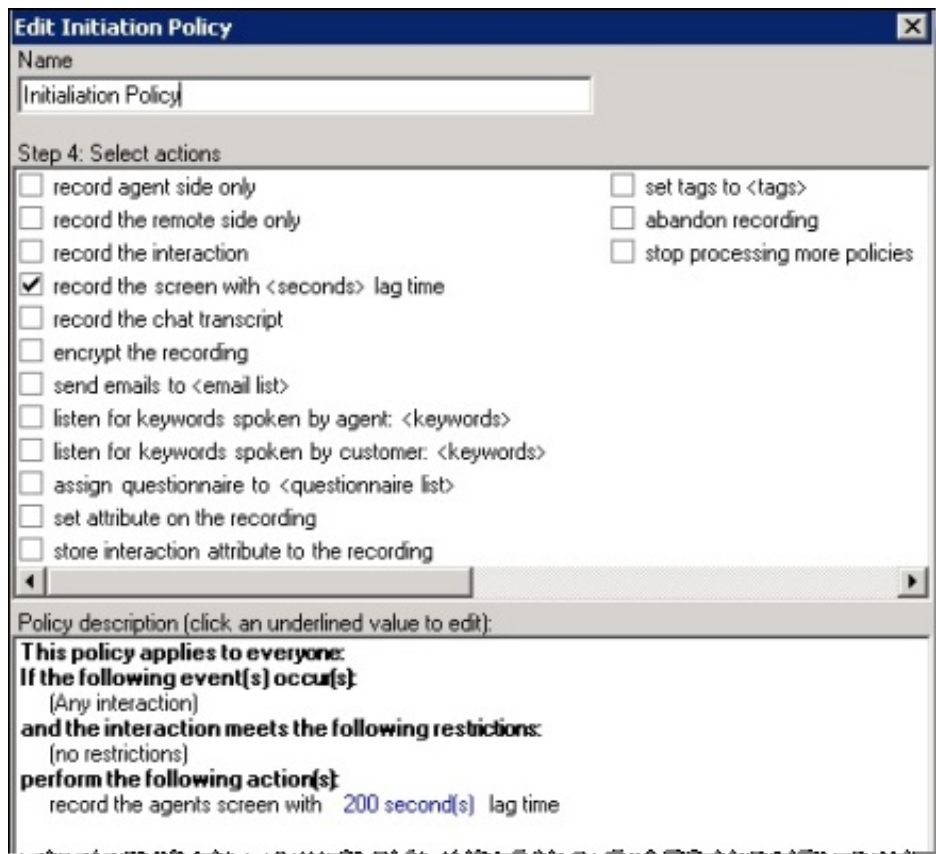 Edit Initiation Policy
Name
Initialiation Policy
Step 4: Select actions
record agent side only
record the remote side only
record the interaction
record the screen with <seconds> lag time
record the chat transcript
encrypt the recording
send emails to <email list>
listen for keywords spoken by agent: <keywords>
listen for keywords spoken by customer: <keywords>
assign questionnaire to <questionnaire list>
set attribute on the recording
store interaction attribute to the recording
set tags to <tags>
abandon recording
stop processing more policies
Policy description (click an underlined value to edit):
This policy applies to everyone:
If the following event(s) occur(s):
(Any interaction)
and the interaction meets the following restrictions:
(no restrictions)
perform the following action(s):
record the agents screen with 200 second(s) lag time